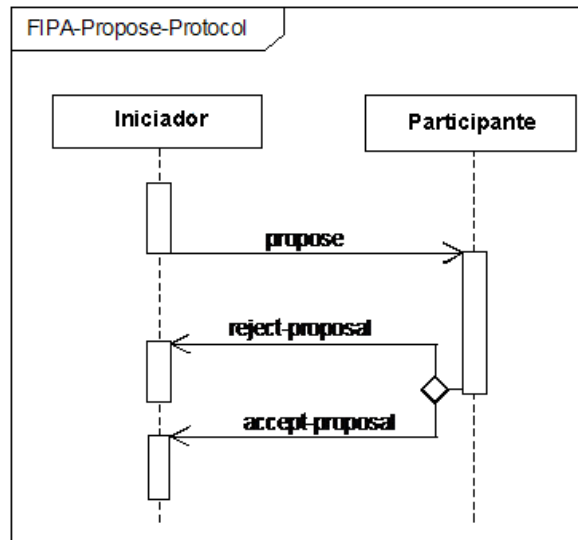 FIPA-Propose-Protocol
Iniciador
Participante
propose
reject-proposal
accept-proposal